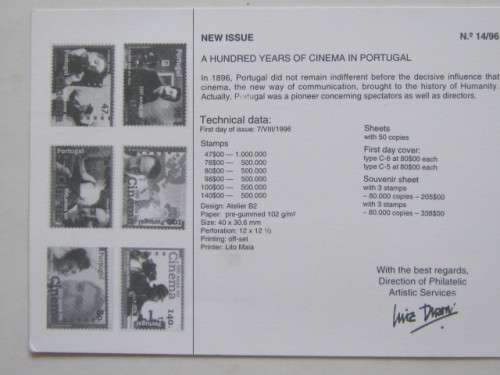 NEW ISSUE
N.º 14/96
A HUNDRED YEARS OF CINEMA IN PORTUGAL
In 1896, Portugal did not remain indifferent before the decisive influence that
cinema, the new way of communication, brought to the history of Humanity.
Actually, Portugal was a pioneer concerning spectators as well as directors.
Technical data:
First day of issue: 7/VIII/1996
Stamps
47$00 — 1.000.000
78$00 — 500.000
80$00 — 500.000
98$00 — 500.000
100$00 — 500.000
140$00 — 500.000
Design: Atelier B2
Paper: pre-gummed 102 g/m²
Size: 40 x 30,6 mm
Perforation: 12 x 12 ½
Printing: off-set
Printer: Lito Maia
Sheets
with 50 copies
First day cover:
type C-6 at 80$00 each
type C-5 at 80$00 each
Souvenir sheet
with 3 stamps
– 80.000 copies – 205$00
with 3 stamps
– 80.000 copies – 338$00
With the best regards,
Direction of Philatelic
Artistic Services
Portugal
47
Portugal
Portugal
Portugal
100
Portugal
Cinema
80.
Cinema
Portugal
140.